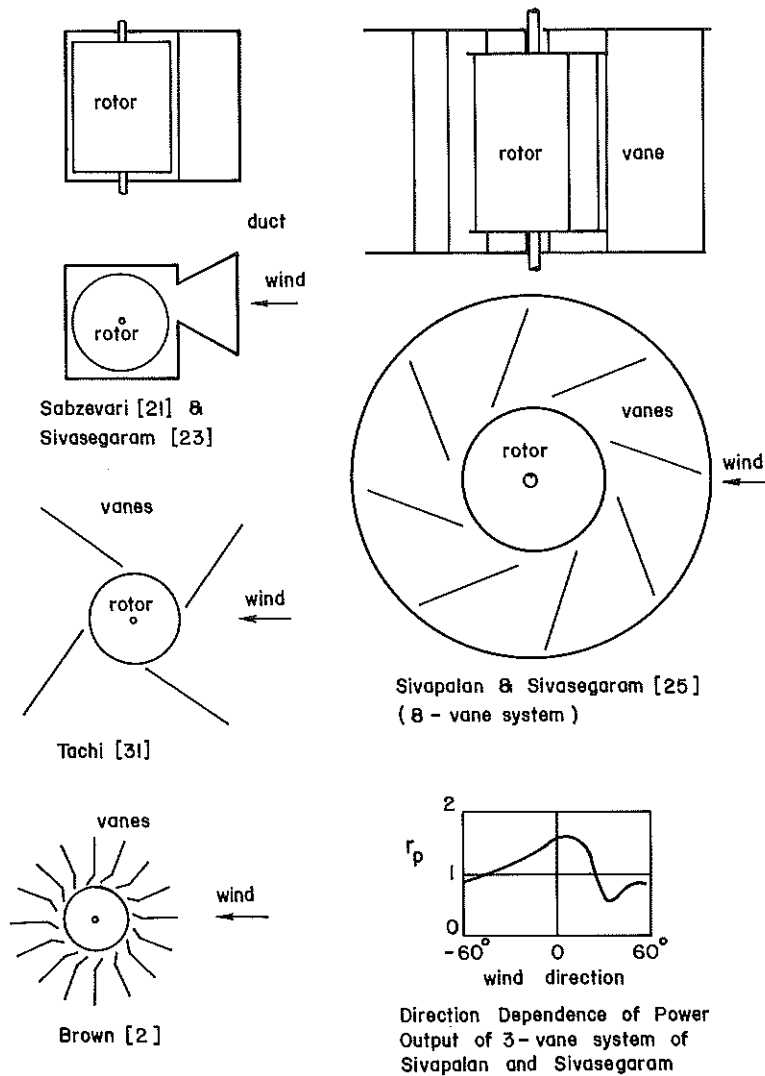 rotor
duct
wind
rotor
Sabzevari [21] &
Sivasegaram [23]
vanes
rotor
wind
Tachi [31]
vanes
wind
Brown [2]
rotor
vane
vanes
rotor
wind
Sivapalan & Sivasegaram [25]
(8 - vane system)
2
rp
1
0
-60° 0 60°
wind direction
Direction Dependence of Power
Output of 3-vane system of
Sivapalan and Sivasegaram